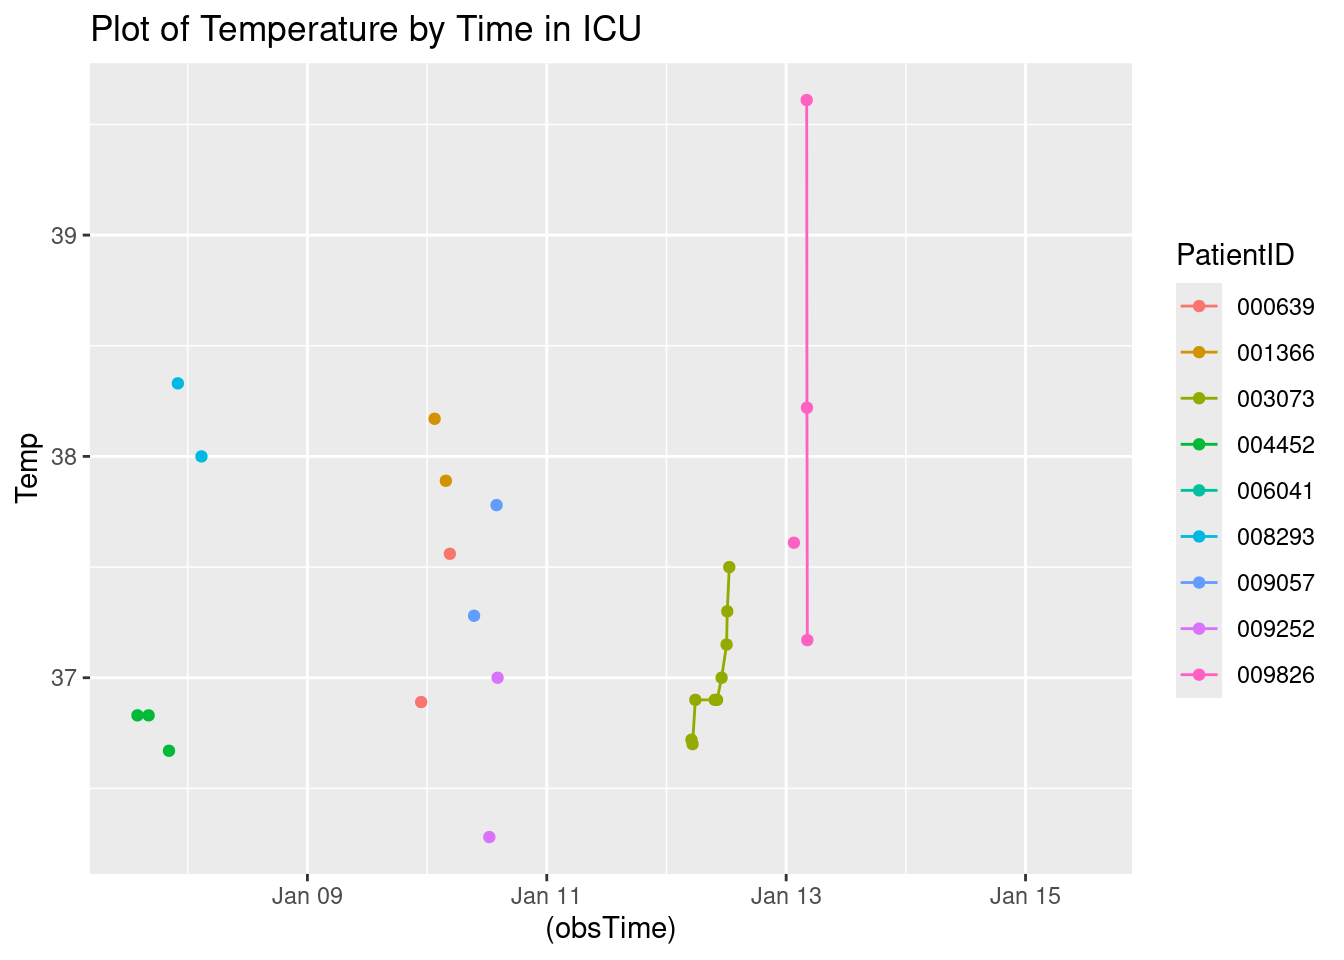 Plot of Temperature by Time in ICU
Temp
39
38
37
Jan 09
Jan 11
Jan 13
Jan 15
(obsTime)
PatientID
000639
001366
003073
004452
006041
008293
009057
009252
009826